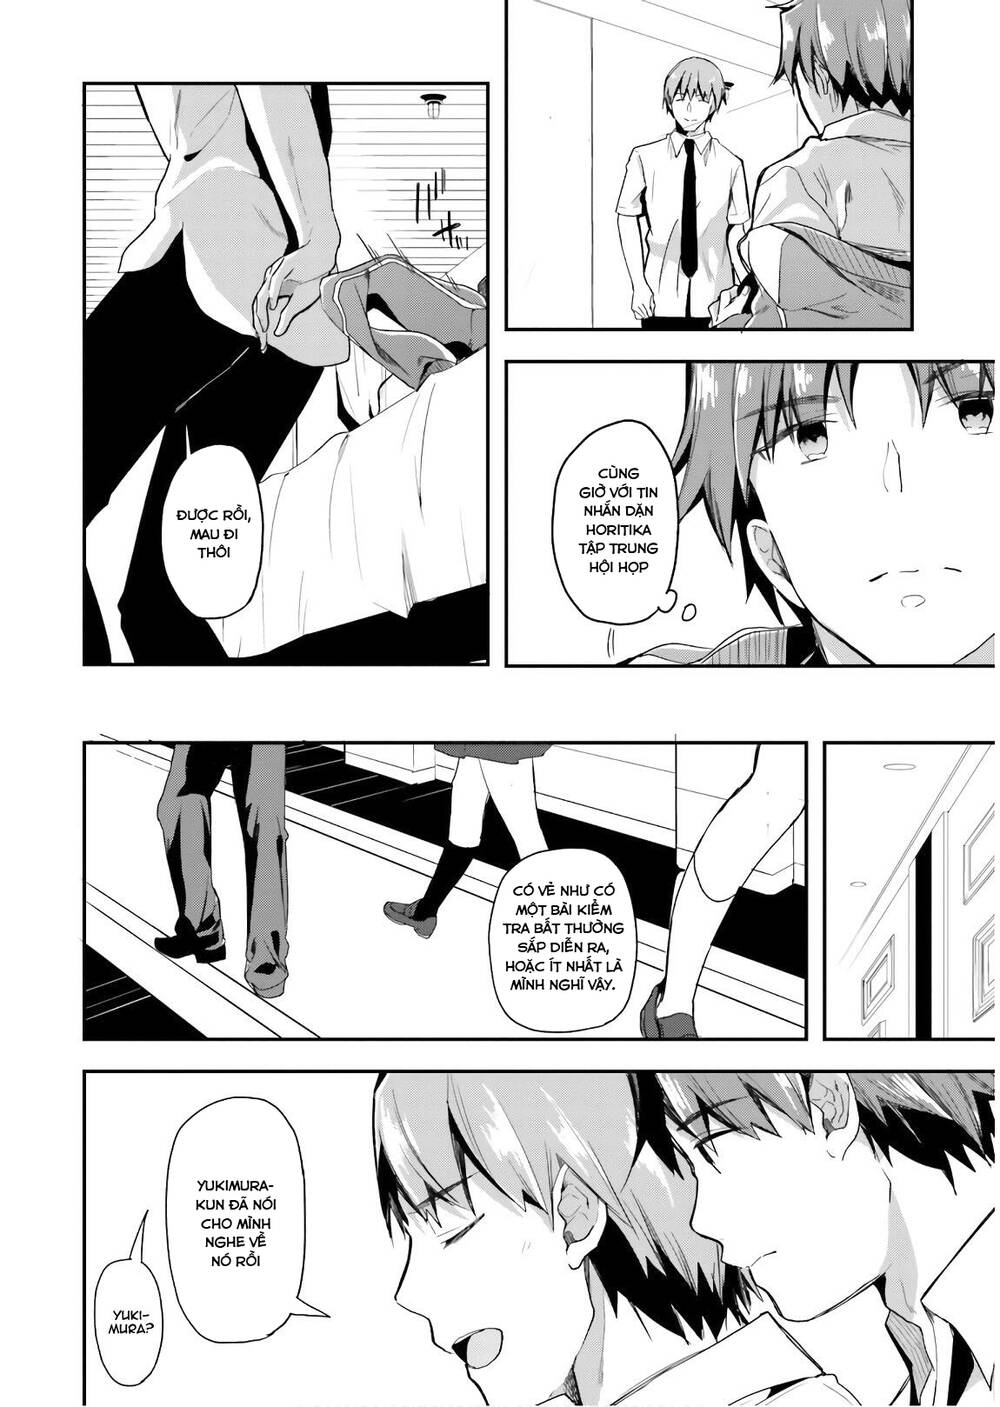 CÙNG
GIỜ VỚI TIN
NHẮN DẶN
HORITIKA
TẬP TRUNG
HỘI HỌP
ĐƯỢC RỒI,
MAU ĐI
THÔI
CÓ VẺ NHƯ CÓ
MỘT BÀI KIỂM
TRA BẤT THƯỜNG
SẮP DIỄN RA,
HOẶC ÍT NHẤT LÀ
MÌNH NGHĨ VẬY.
YUKIMURA-
KUN ĐÃ NÓI
CHO MÌNH
NGHE VỀ
NÓ RỒI
YUKI-
MURA?